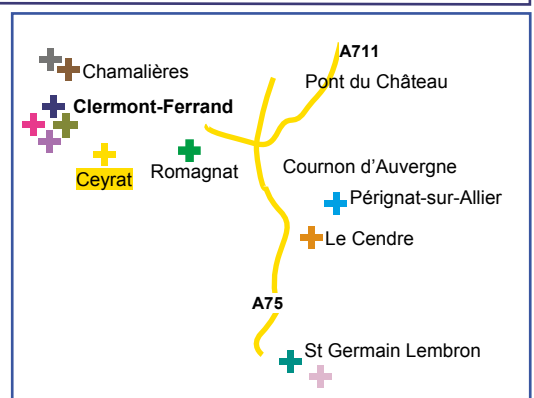 A711
Chamalières
Pont du Château
Clermont-Ferrand
Ceyrat
Romagnat
Cournon d'Auvergne
Pérignat-sur-Allier
Le Cendre
A75
St Germain Lembron